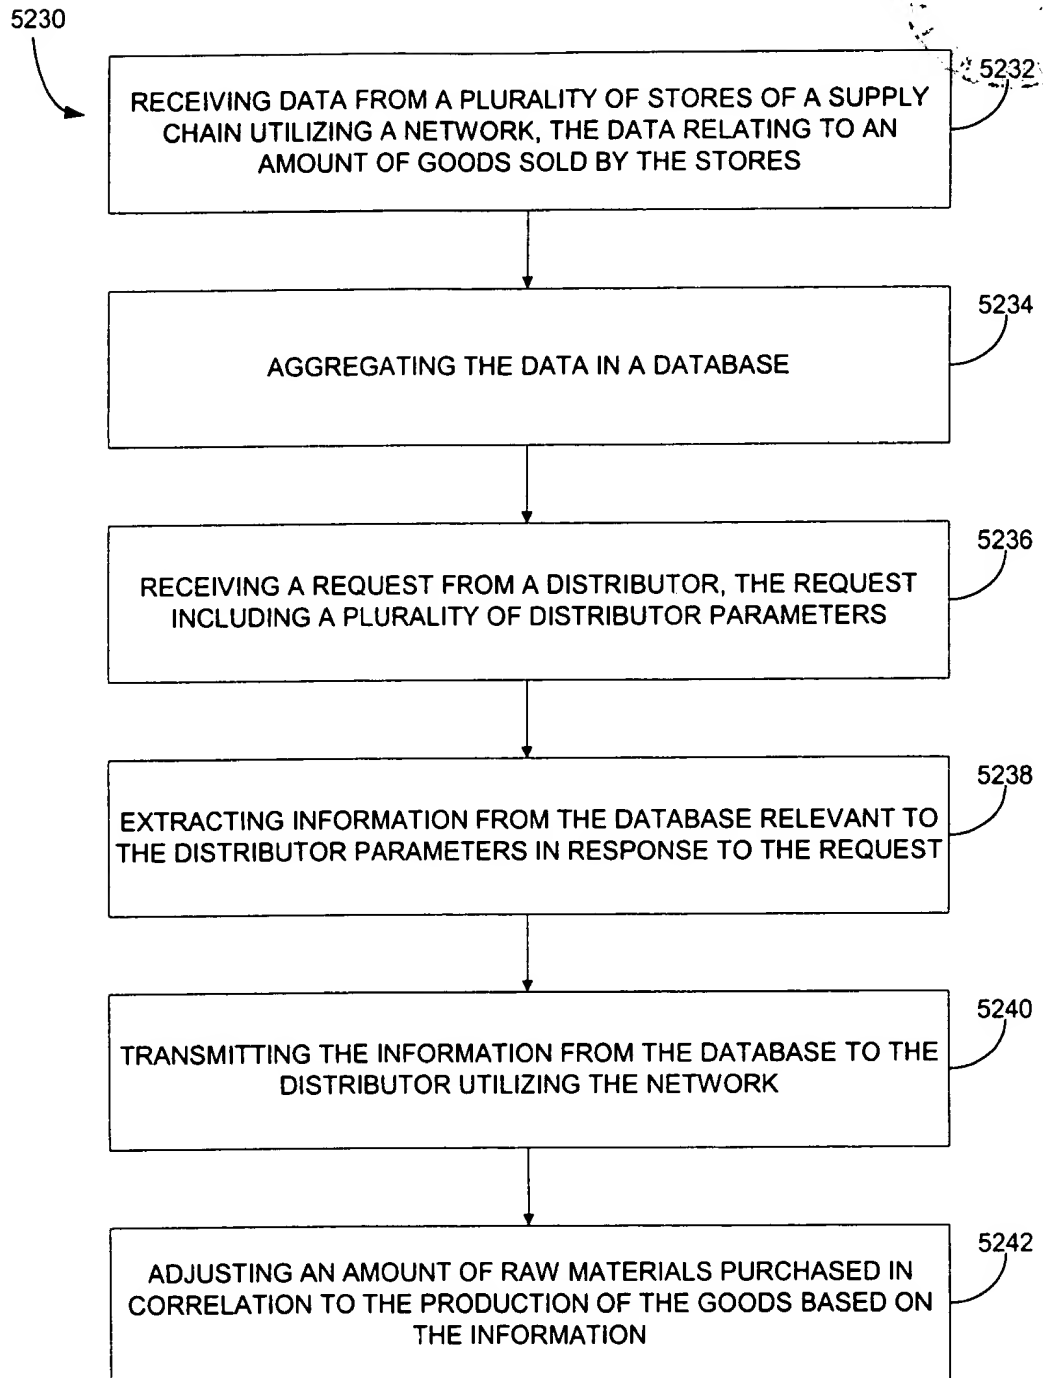 5230
5232
RECEIVING DATA FROM A PLURALITY OF STORES OF A SUPPLY
CHAIN UTILIZING A NETWORK, THE DATA RELATING TO AN
AMOUNT OF GOODS SOLD BY THE STORES
5234
AGGREGATING THE DATA IN A DATABASE
5236
RECEIVING A REQUEST FROM A DISTRIBUTOR, THE REQUEST
INCLUDING A PLURALITY OF DISTRIBUTOR PARAMETERS
5238
EXTRACTING INFORMATION FROM THE DATABASE RELEVANT TO
THE DISTRIBUTOR PARAMETERS IN RESPONSE TO THE REQUEST
5240
TRANSMITTING THE INFORMATION FROM THE DATABASE TO THE
DISTRIBUTOR UTILIZING THE NETWORK
5242
ADJUSTING AN AMOUNT OF RAW MATERIALS PURCHASED IN
CORRELATION TO THE PRODUCTION OF THE GOODS BASED ON
THE INFORMATION